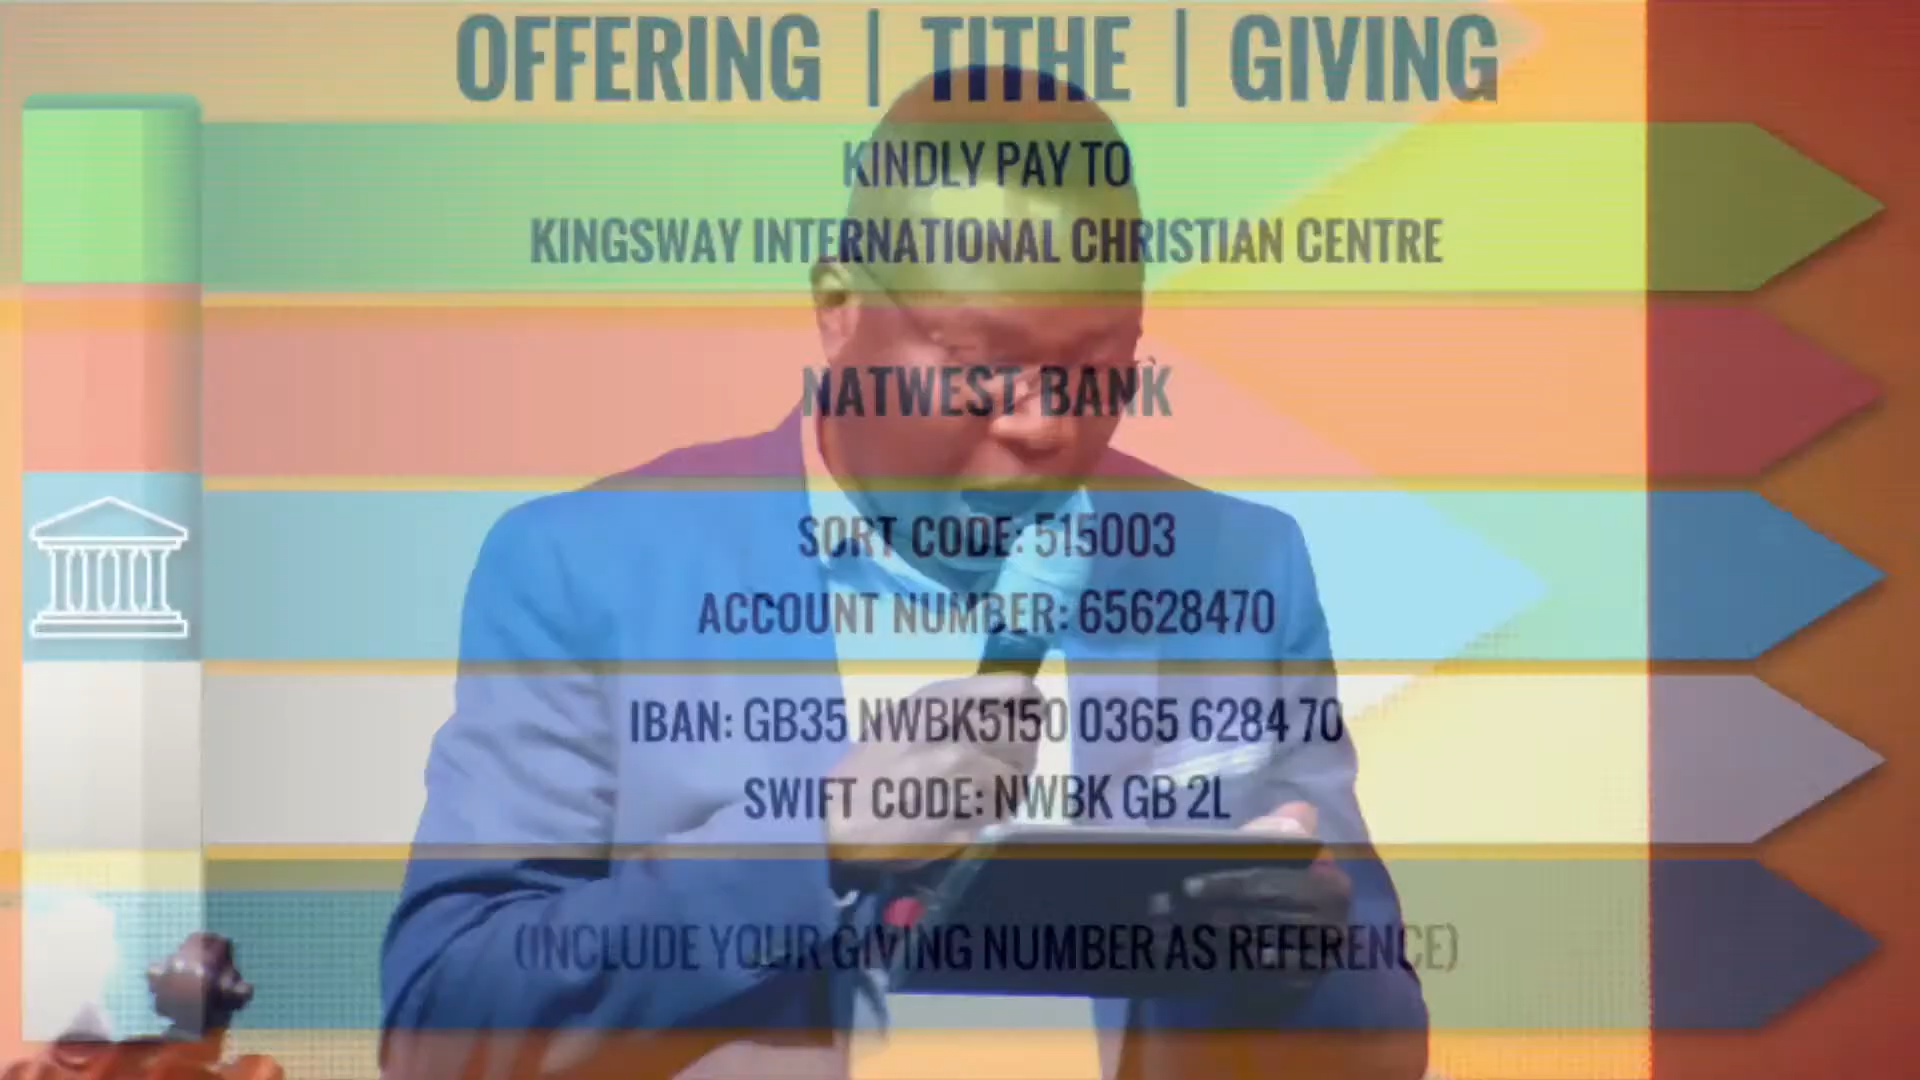 OFFERING | TITHE | GIVING
KINDLY PAY TO
KINGSWAY INTERNATIONAL CHRISTIAN CENTRE
NATWEST BANK
SORT CODE: 515003
ACCOUNT NUMBER: 65628470
IBAN: GB35 NWBK5150 0365 6284 70
SWIFT CODE: NWBK GB 2L
(INCLUDE YOUR GIVING NUMBER AS REFERENCE)